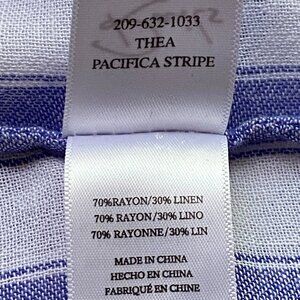 209-632-1033
THEA
PACIFICA STRIPE
70%RAYON/30% LINEN
70% RAYON/30% LINO
70% RAYONNE/30% LIN
MADE IN CHINA
HECHO EN CHINA
FABRIQUÉ EN CHINE